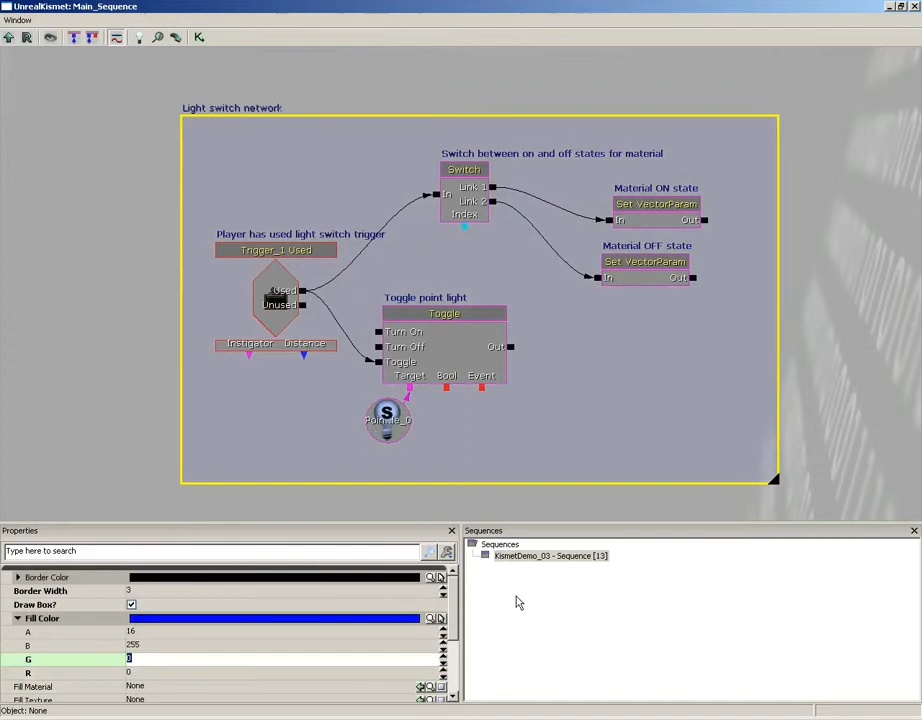 UnrealKismet: Main_Sequence
Window
Light switch network
Switch between on and off states for material
Switch
In
Link 1
Link 2
Index
Material ON state
Set VectorParam
In
Out
Material OFF state
Set VectorParam
In
Out
Player has used light switch trigger
Trigger_1 Used
Used
Unused
Instigator
Distance
Toggle point light
Toggle
Turn On
Turn Off
Toggle
Out
Target
Bool
Event
S
Properties
Type here to search
Border Color
Border Width 3
Draw Box?
Fill Color
A 16
B 255
G 0
R 0
Fill Material None
Fill Texture None
Sequences
Sequences
KismetDemo_03 - Sequence [13]
Object: None